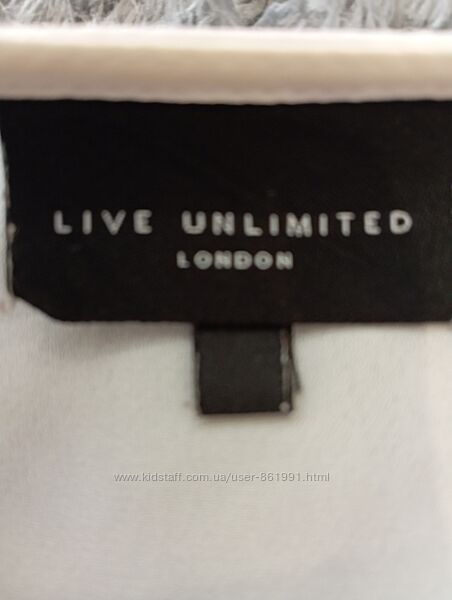 LIVE UNLIMITED
LONDON
www.kidstaff.com.ua/user-861991.html